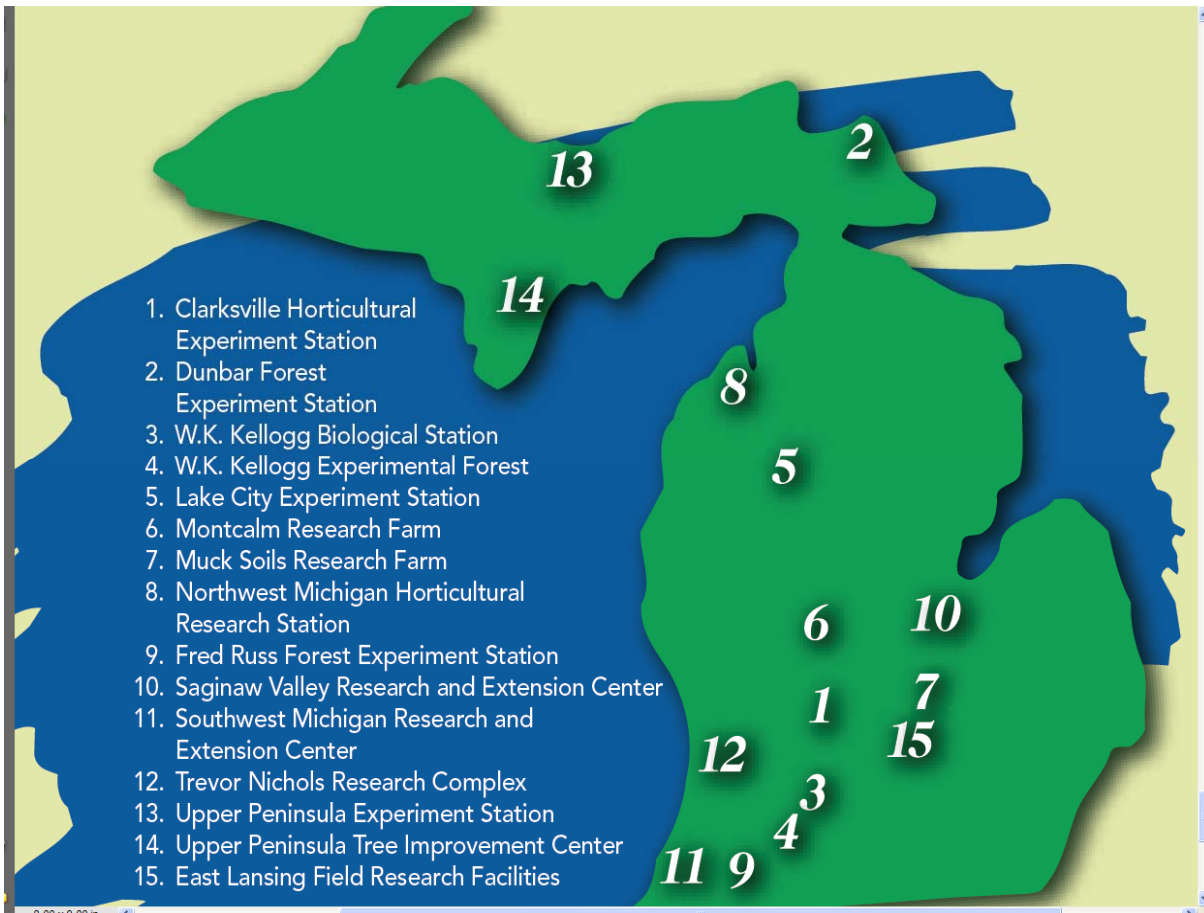 13
2
14
8
5
6
10
1
7
15
12
3
4
11
9
1. Clarksville Horticultural
Experiment Station
2. Dunbar Forest
Experiment Station
3. W.K. Kellogg Biological Station
4. W.K. Kellogg Experimental Forest
5. Lake City Experiment Station
6. Montcalm Research Farm
7. Muck Soils Research Farm
8. Northwest Michigan Horticultural
Research Station
9. Fred Russ Forest Experiment Station
10. Saginaw Valley Research and Extension Center
11. Southwest Michigan Research and
Extension Center
12. Trevor Nichols Research Complex
13. Upper Peninsula Experiment Station
14. Upper Peninsula Tree Improvement Center
15. East Lansing Field Research Facilities